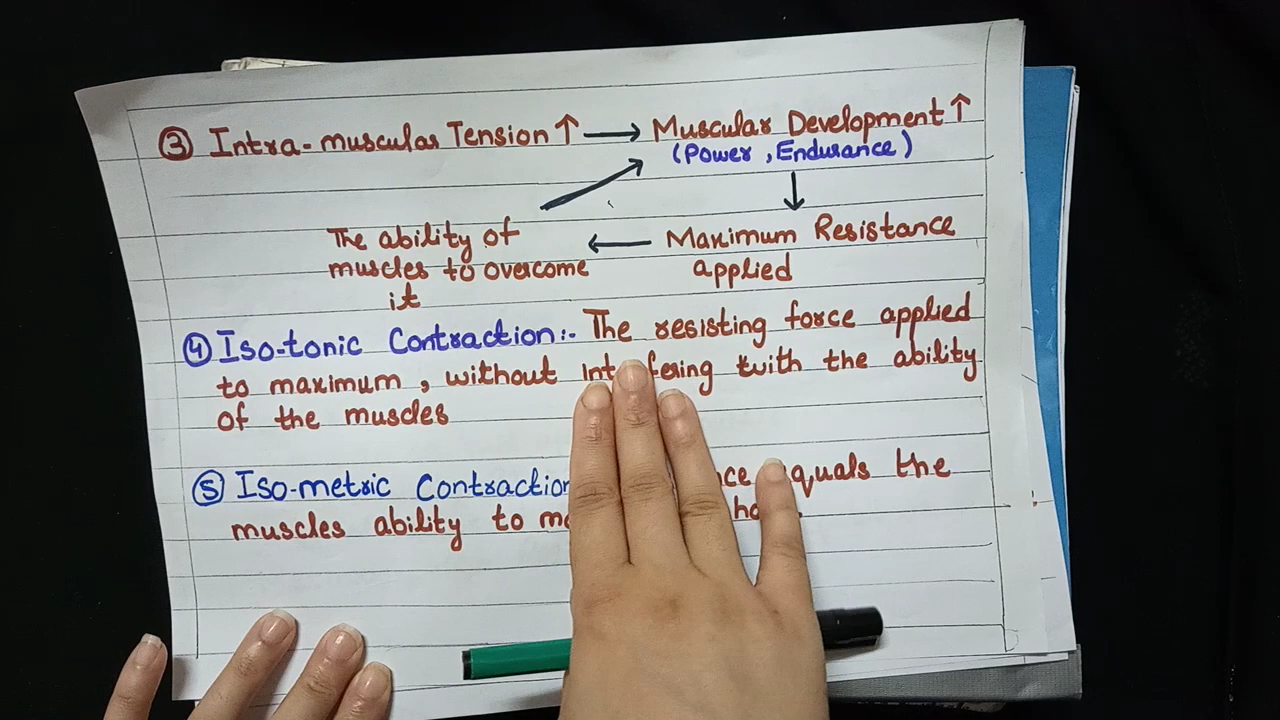 ③ Intra-muscular Tension ↑ → Muscular Development ↑
(Power, Endurance)
↓
The ability of ← Maximum Resistance
muscles to overcome applied
it
④ Iso-tonic Contraction:- The resisting force applied
to maximum, without with the ability
of the muscles
⑤ Iso-metric Contraction equals the
muscles ability to